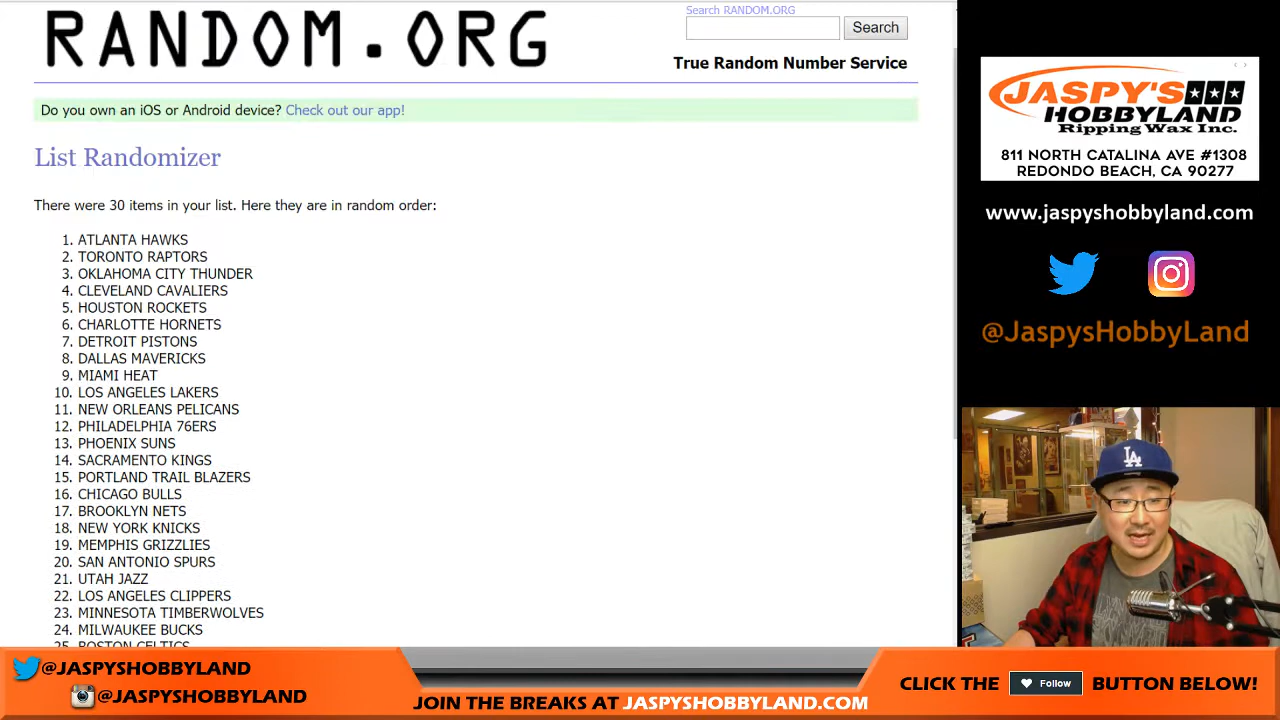 RANDOM.ORG
Search RANDOM.ORG
Search
True Random Number Service
Do you own an iOS or Android device? Check out our app!
List Randomizer
There were 30 items in your list. Here they are in random order:
1. ATLANTA HAWKS
2. TORONTO RAPTORS
3. OKLAHOMA CITY THUNDER
4. CLEVELAND CAVALIERS
5. HOUSTON ROCKETS
6. CHARLOTTE HORNETS
7. DETROIT PISTONS
8. DALLAS MAVERICKS
9. MIAMI HEAT
10. LOS ANGELES LAKERS
11. NEW ORLEANS PELICANS
12. PHILADELPHIA 76ERS
13. PHOENIX SUNS
14. SACRAMENTO KINGS
15. PORTLAND TRAIL BLAZERS
16. CHICAGO BULLS
17. BROOKLYN NETS
18. NEW YORK KNICKS
19. MEMPHIS GRIZZLIES
20. SAN ANTONIO SPURS
21. UTAH JAZZ
22. LOS ANGELES CLIPPERS
23. MINNESOTA TIMBERWOLVES
24. MILWAUKEE BUCKS
25. BOSTON CELTICS
JASPY'S
HOBBYLAND
Ripping Wax Inc.
811 NORTH CATALINA AVE #1308
REDONDO BEACH, CA 90277
www.jaspyshobbyland.com
@JaspysHobbyLand
LA
@JASPYSHOBBYLAND
@JASPYSHOBBYLAND
JOIN THE BREAKS AT JASPYSHOBBYLAND.COM
CLICK THE Follow BUTTON BELOW!